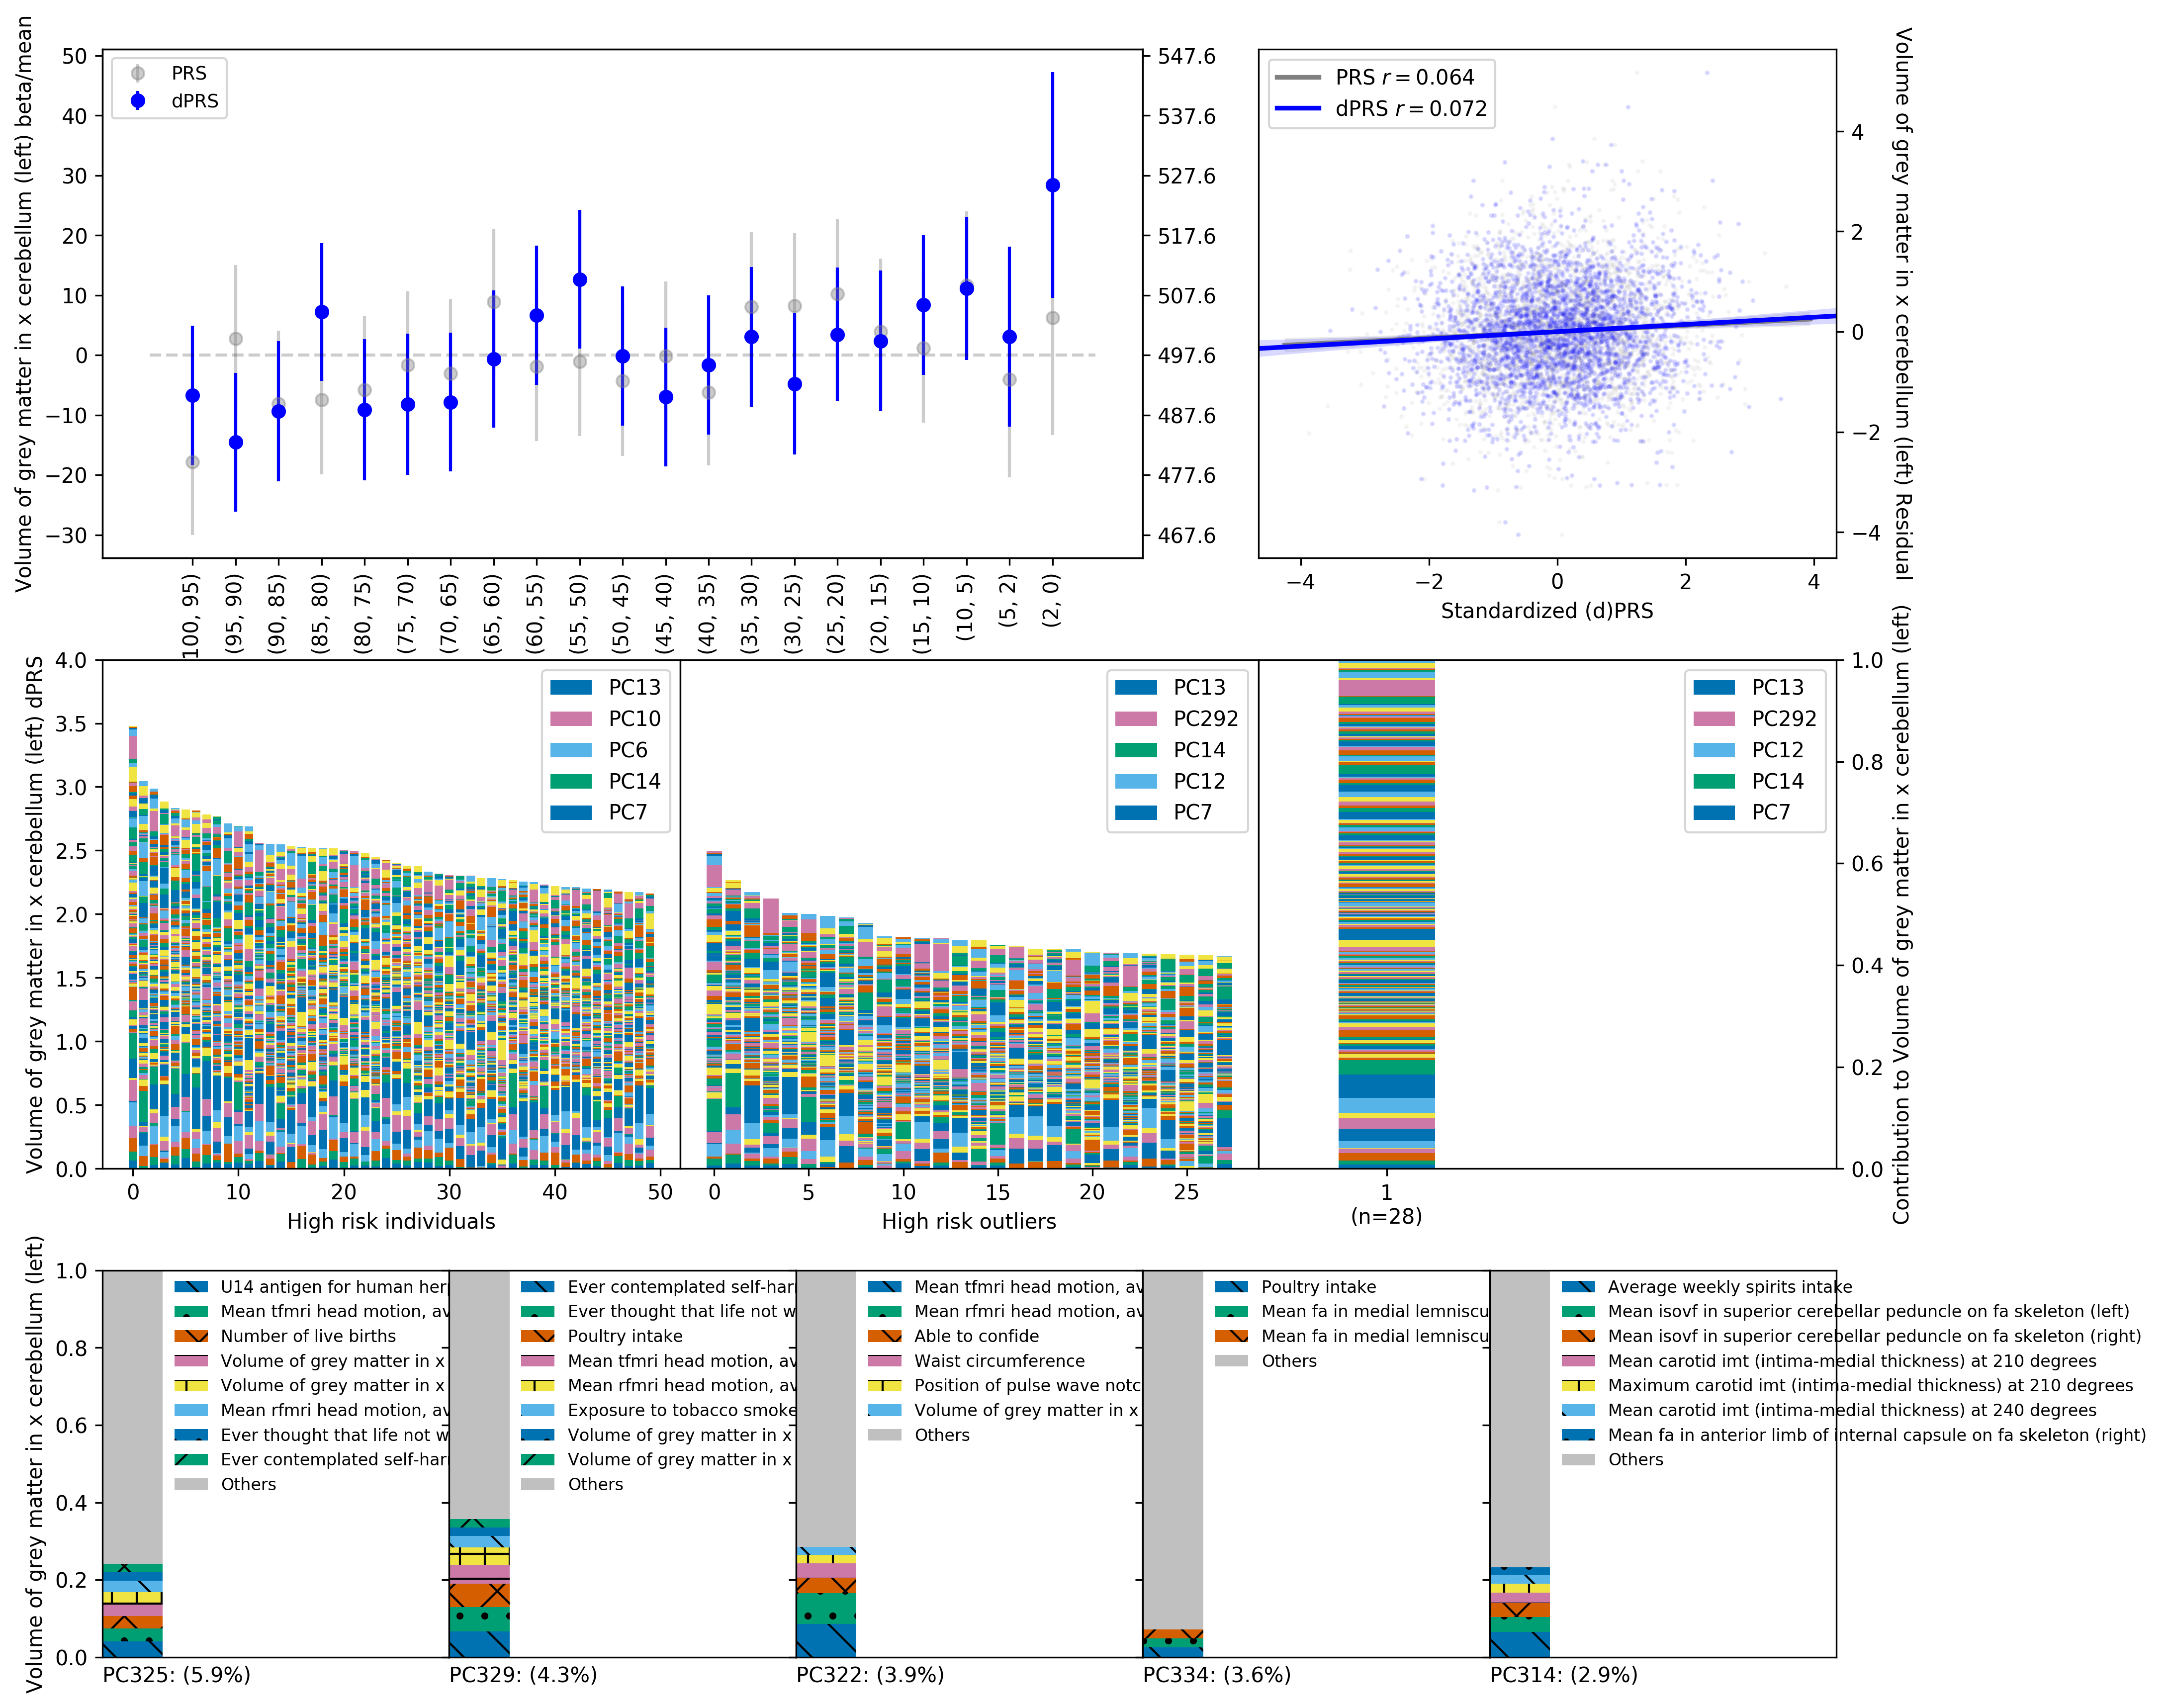 Volume of grey matter in x cerebellum (left) beta/mean
50
40
30
20
10
0
−10
−20
−30
PRS
dPRS
547.6
537.6
527.6
517.6
507.6
497.6
487.6
477.6
467.6
100, 95)
(95, 90)
(90, 85)
(85, 80)
(80, 75)
(75, 70)
(70, 65)
(65, 60)
(60, 55)
(55, 50)
(50, 45)
(45, 40)
(40, 35)
(35, 30)
(30, 25)
(25, 20)
(20, 15)
(15, 10)
(10, 5)
(5, 2)
(2, 0)
PRS r = 0.064
dPRS r = 0.072
4
2
0
−2
−4
Volume of grey matter in x cerebellum (left) Residual
−4
−2
0
2
4
Standardized (d)PRS
Volume of grey matter in x cerebellum (left) dPRS
4.0
3.5
3.0
2.5
2.0
1.5
1.0
0.5
0.0
PC13
PC10
PC6
PC14
PC7
0
10
20
30
40
50
High risk individuals
PC13
PC292
PC14
PC12
PC7
0
5
10
15
20
25
High risk outliers
PC13
PC292
PC12
PC14
PC7
1
(n=28)
1.0
0.8
0.6
0.4
0.2
0.0
Contribution to Volume of grey matter in x cerebellum (left)
Volume of grey matter in x cerebellum (left)
1.0
0.8
0.6
0.4
0.2
0.0
U14 antigen for human her
Mean tfmri head motion, av
Number of live births
Volume of grey matter in x
Volume of grey matter in x
Mean rfmri head motion, av
Ever thought that life not w
Ever contemplated self-har
Others
PC325: (5.9%)
Ever contemplated self-har
Ever thought that life not w
Poultry intake
Mean tfmri head motion, av
Mean rfmri head motion, av
Exposure to tobacco smoke
Volume of grey matter in x
Volume of grey matter in x
Others
PC329: (4.3%)
Mean tfmri head motion, av
Mean rfmri head motion, av
Able to confide
Waist circumference
Position of pulse wave notc
Volume of grey matter in x
Others
PC322: (3.9%)
Poultry intake
Mean fa in medial lemniscu
Mean fa in medial lemniscu
Others
PC334: (3.6%)
Average weekly spirits intake
Mean isovf in superior cerebellar peduncle on fa skeleton (left)
Mean isovf in superior cerebellar peduncle on fa skeleton (right)
Mean carotid imt (intima-medial thickness) at 210 degrees
Maximum carotid imt (intima-medial thickness) at 210 degrees
Mean carotid imt (intima-medial thickness) at 240 degrees
Mean fa in anterior limb of internal capsule on fa skeleton (right)
Others
PC314: (2.9%)